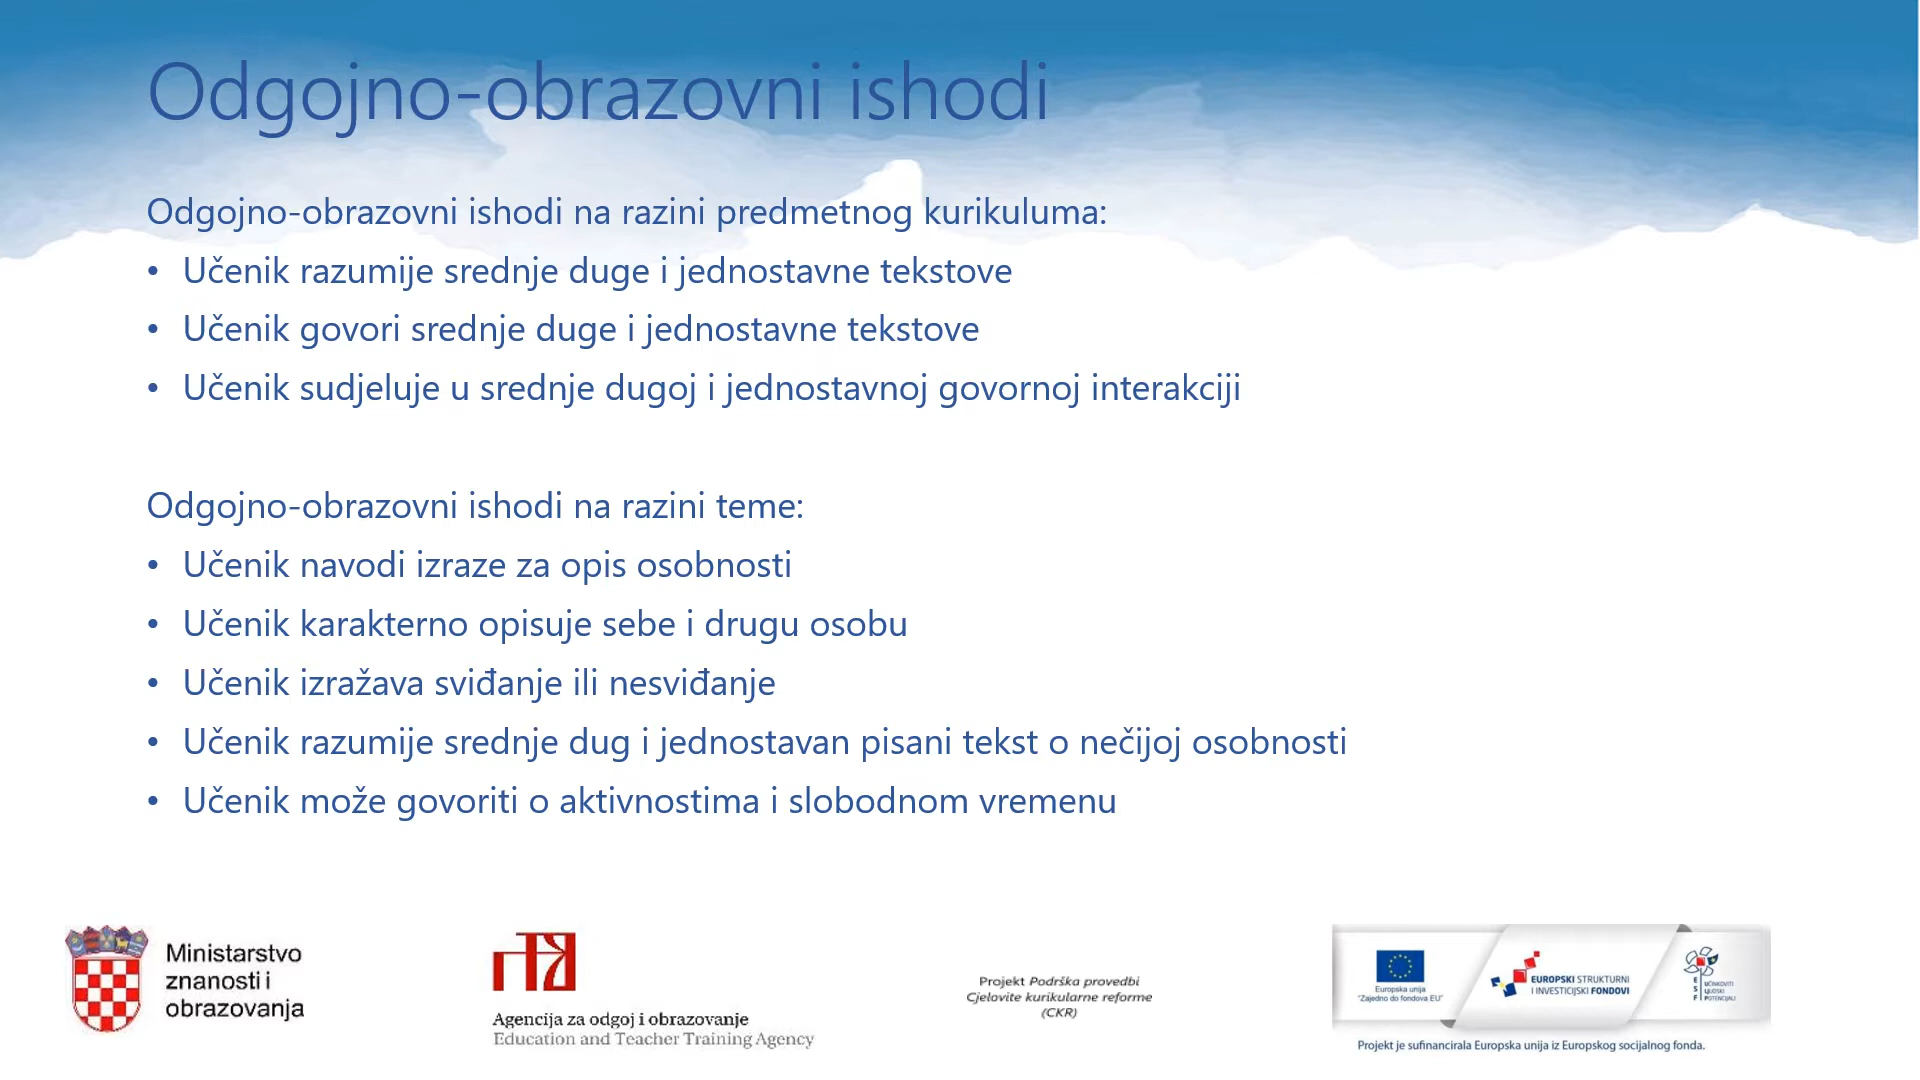 Odgojno-obrazovni ishodi
Odgojno-obrazovni ishodi na razini predmetnog kurikuluma:
• Učenik razumije srednje duge i jednostavne tekstove
• Učenik govori srednje duge i jednostavne tekstove
• Učenik sudjeluje u srednje dugoj i jednostavnoj govornoj interakciji
Odgojno-obrazovni ishodi na razini teme:
• Učenik navodi izraze za opis osobnosti
• Učenik karakterno opisuje sebe i drugu osobu
• Učenik izražava sviđanje ili nesviđanje
• Učenik razumije srednje dug i jednostavan pisani tekst o nečijoj osobnosti
• Učenik može govoriti o aktivnostima i slobodnom vremenu
Ministarstvo
znanosti i
obrazovanja
Agencija za odgoj i obrazovanje
Education and Teacher Training Agency
Projekt Podrška provedbi
Cjelovite kurikularne reforme
(CKR)
Europska unija
"Zajedno do fondova EU"
EUROPSKI STRUKTURNI
I INVESTICIJSKI FONDOVI
E S F
UČINKOVITI
LJUDSKI
POTENCIJALI
Projekt je sufinancirala Europska unija iz Europskog socijalnog fonda.